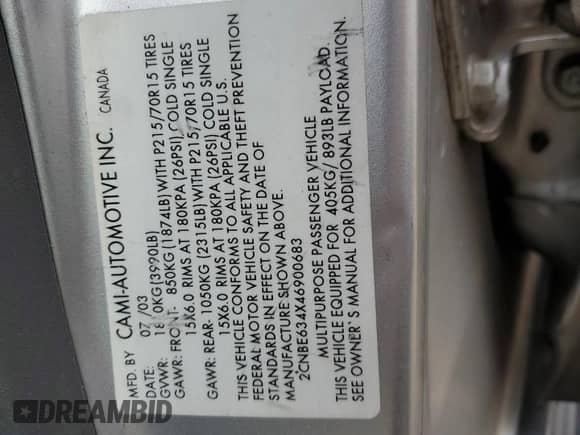 MFD. BY CAMI-AUTOMOTIVE INC. CANADA
DATE: 07/03
GVWR: KG(3990LB)
GAWR: FRONT- 850KG(1874LB)WITH P215/70R15 TIRES
15X6.0 RIMS AT 180KPA (26PSI) COLD SINGLE
GAWR: REAR-1050KG (2315LB)WITH P215/70R15 TIRES
15X6.0 RIMS AT 180KPA (26PSI) COLD SINGLE
THIS VEHICLE CONFORMS TO ALL APPLICABLE U.S.
FEDERAL MOTOR VEHICLE SAFETY AND THEFT PREVENTION
STANDARDS IN EFFECT ON THE DATE OF
MANUFACTURE SHOWN ABOVE.
2CNBE634X46900683
MULTIPURPOSE PASSENGER VEHICLE
THIS VEHICLE EQUIPPED FOR 405KG/ 893LB PAYLOAD.
SEE OWNER'S MANUAL FOR ADDITIONAL INFORMATION.
DREAMBID